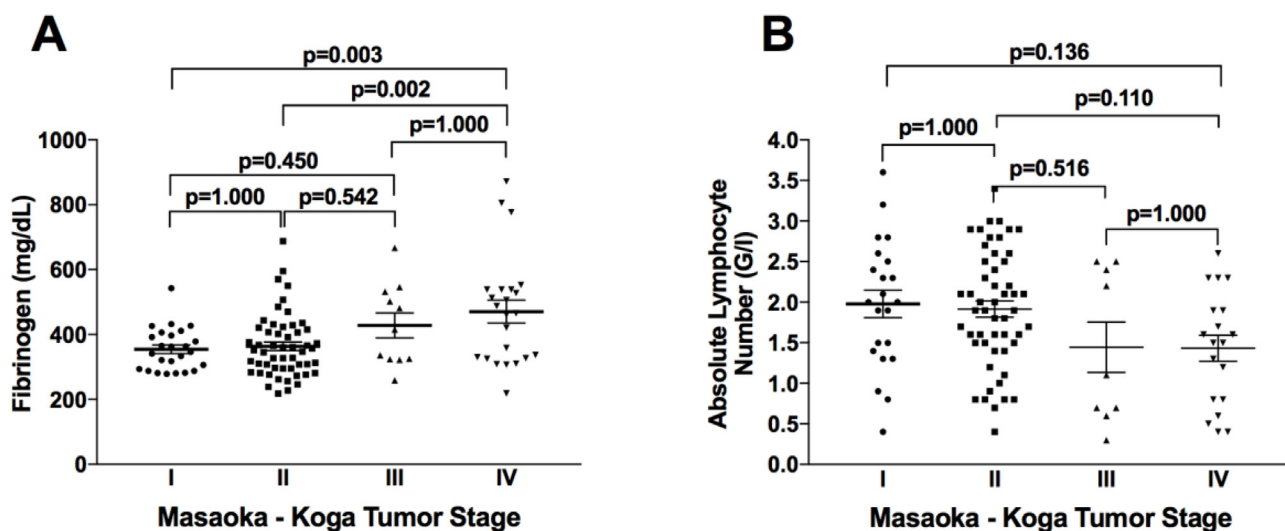 A
p=0.003
p=0.002
p=1.000
p=0.450
p=1.000
p=0.542
Fibrinogen (mg/dL)
1000
800
600
400
200
0
I
II
III
IV
Masaoka - Koga Tumor Stage
B
p=0.136
p=0.110
p=1.000
p=0.516
p=1.000
Absolute Lymphocyte
Number (G/l)
4.0
3.5
3.0
2.5
2.0
1.5
1.0
0.5
0.0
I
II
III
IV
Masaoka - Koga Tumor Stage